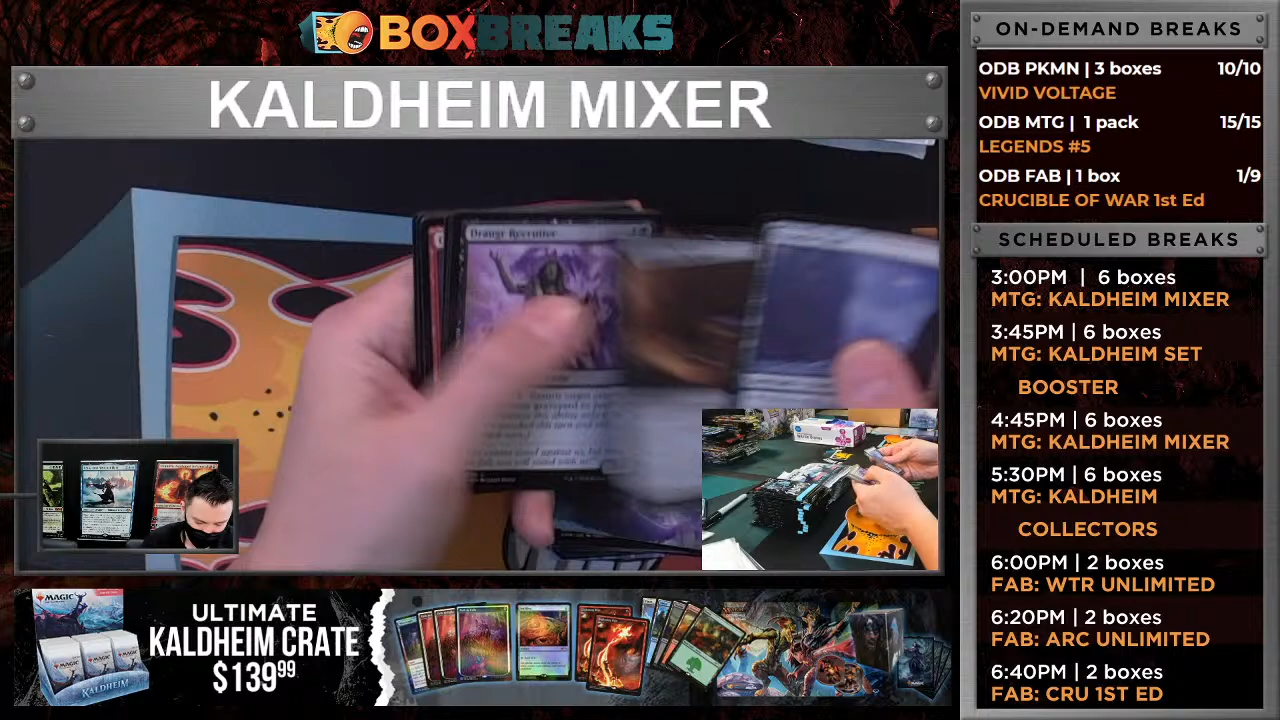 BOXBREAKS
KALDHEIM MIXER
Draugr Recruiter
MAGIC
KALDHEIM
ULTIMATE
KALDHEIM CRATE
$139.99
ON-DEMAND BREAKS
ODB PKMN | 3 boxes 10/10
VIVID VOLTAGE
ODB MTG | 1 pack 15/15
LEGENDS #5
ODB FAB | 1 box 1/9
CRUCIBLE OF WAR 1st Ed
SCHEDULED BREAKS
3:00PM | 6 boxes
MTG: KALDHEIM MIXER
3:45PM | 6 boxes
MTG: KALDHEIM SET
BOOSTER
4:45PM | 6 boxes
MTG: KALDHEIM MIXER
5:30PM | 6 boxes
MTG: KALDHEIM
COLLECTORS
6:00PM | 2 boxes
FAB: WTR UNLIMITED
6:20PM | 2 boxes
FAB: ARC UNLIMITED
6:40PM | 2 boxes
FAB: CRU 1ST ED